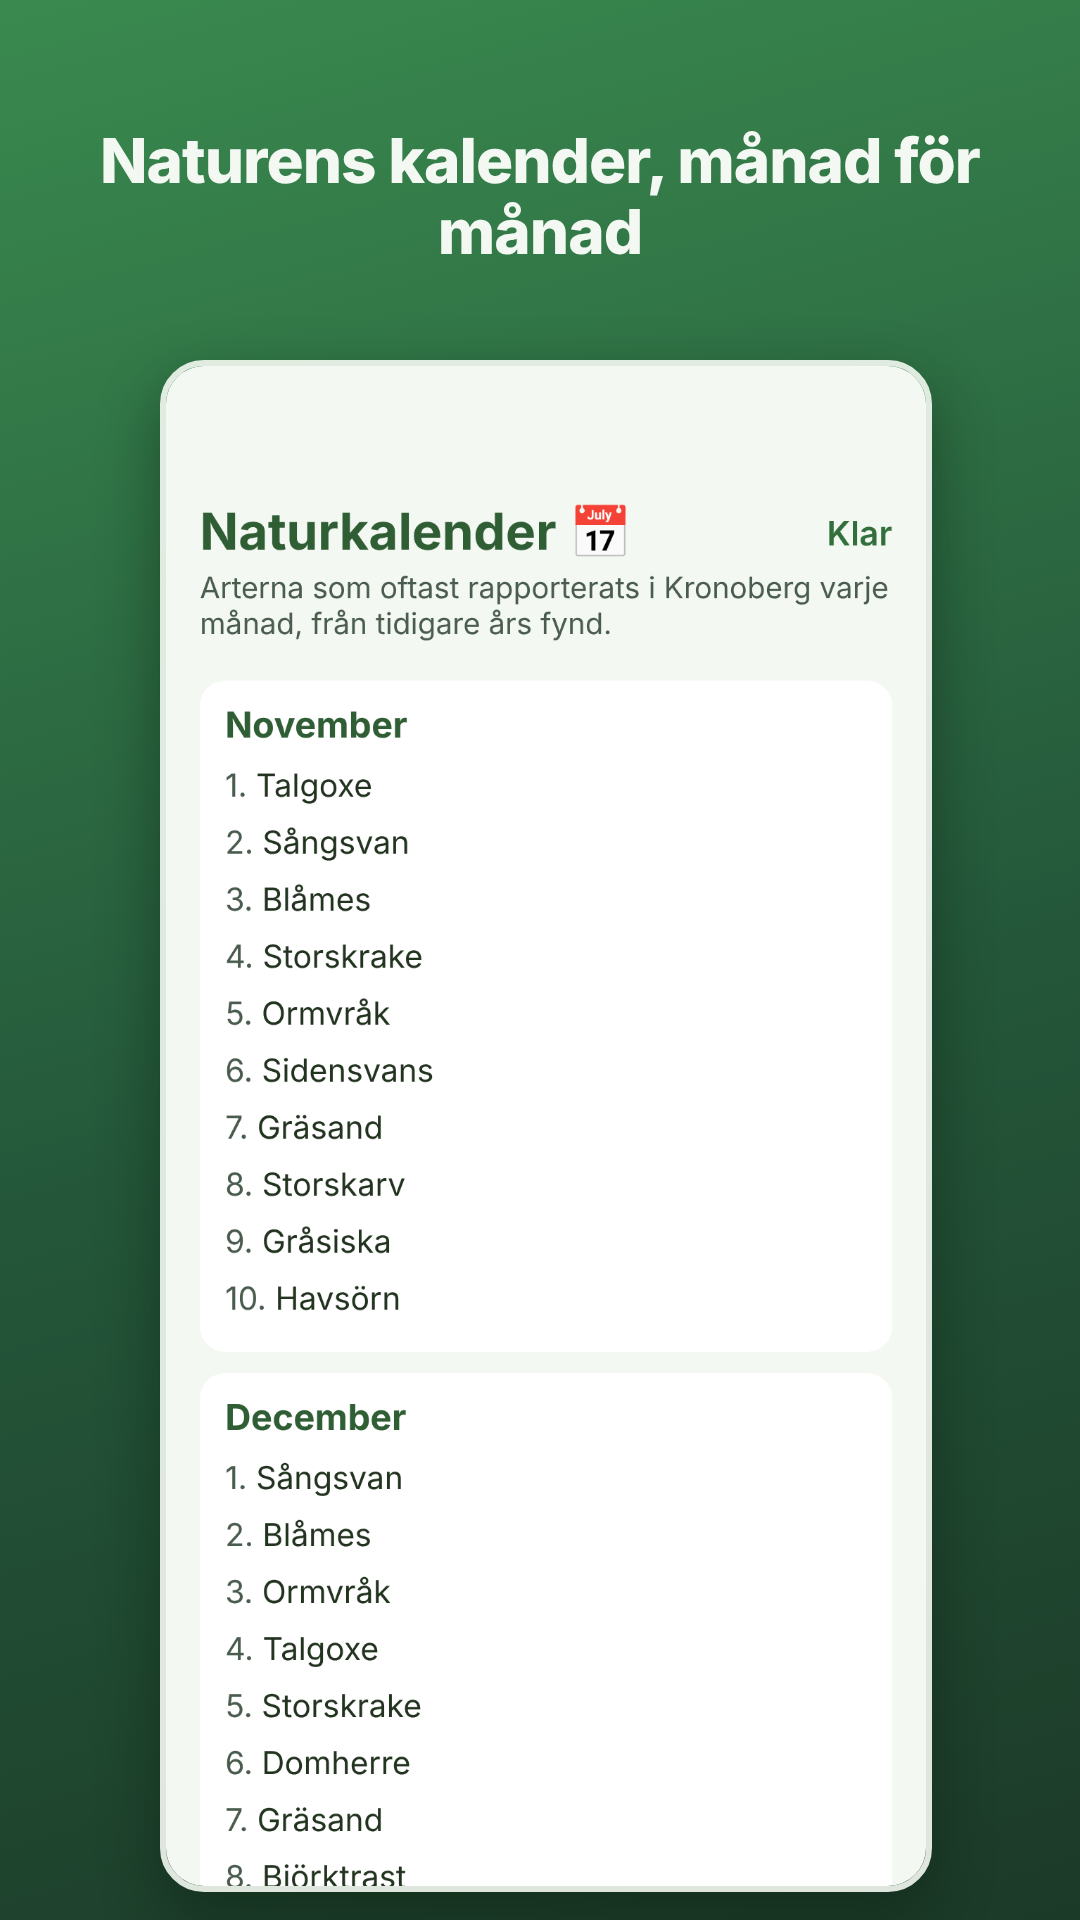 Naturens kalender, månad för
månad
Naturkalender
July
17
Klar
Arterna som oftast rapporterats i Kronoberg varje
månad, från tidigare års fynd.
November
1. Talgoxe
2. Sångsvan
3. Blåmes
4. Storskrake
5. Ormvråk
6. Sidensvans
7. Gräsand
8. Storskarv
9. Gråsiska
10. Havsörn
December
1. Sångsvan
2. Blåmes
3. Ormvråk
4. Talgoxe
5. Storskrake
6. Domherre
7. Gräsand
8. Björktrast